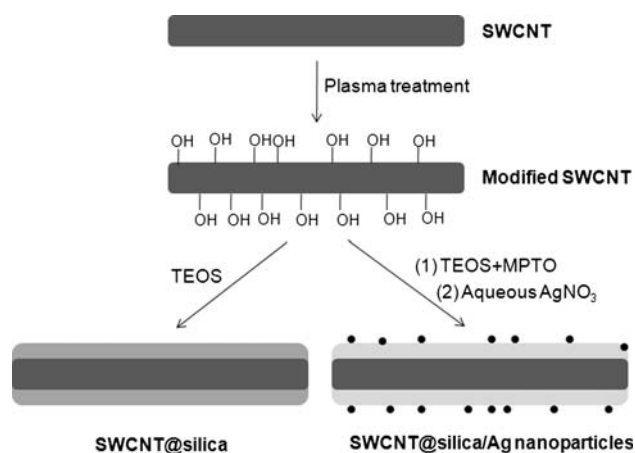 SWCNT
Plasma treatment
OH OH OH OH OH OH OH
Modified SWCNT
OH OH OH OH OH OH OH
TEOS
(1) TEOS+MPTO
(2) Aqueous AgNO₃
SWCNT@silica
SWCNT@silica/Ag nanoparticles